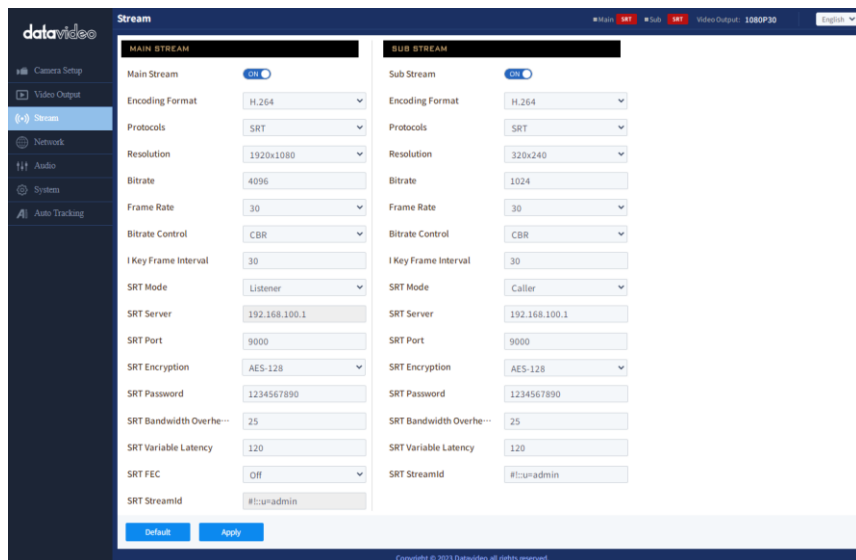 datavideo
Camera Setup
Video Output
Stream
Network
Audio
System
Auto Tracking
Stream
Main SRT Sub SRT Video Output: 1080P30 English
MAIN STREAM
Main Stream ON
Encoding Format H.264
Protocols SRT
Resolution 1920x1080
Bitrate 4096
Frame Rate 30
Bitrate Control CBR
I Key Frame Interval 30
SRT Mode Listener
SRT Server 192.168.100.1
SRT Port 9000
SRT Encryption AES-128
SRT Password 1234567890
SRT Bandwidth Overhe··· 25
SRT Variable Latency 120
SRT FEC Off
SRT StreamId #!::u=admin
SUB STREAM
Sub Stream ON
Encoding Format H.264
Protocols SRT
Resolution 320x240
Bitrate 1024
Frame Rate 30
Bitrate Control CBR
I Key Frame Interval 30
SRT Mode Caller
SRT Server 192.168.100.1
SRT Port 9000
SRT Encryption AES-128
SRT Password 1234567890
SRT Bandwidth Overhe··· 25
SRT Variable Latency 120
SRT StreamId #!::u=admin
Default Apply
Copyright © 2023 Datavideo all rights reserved